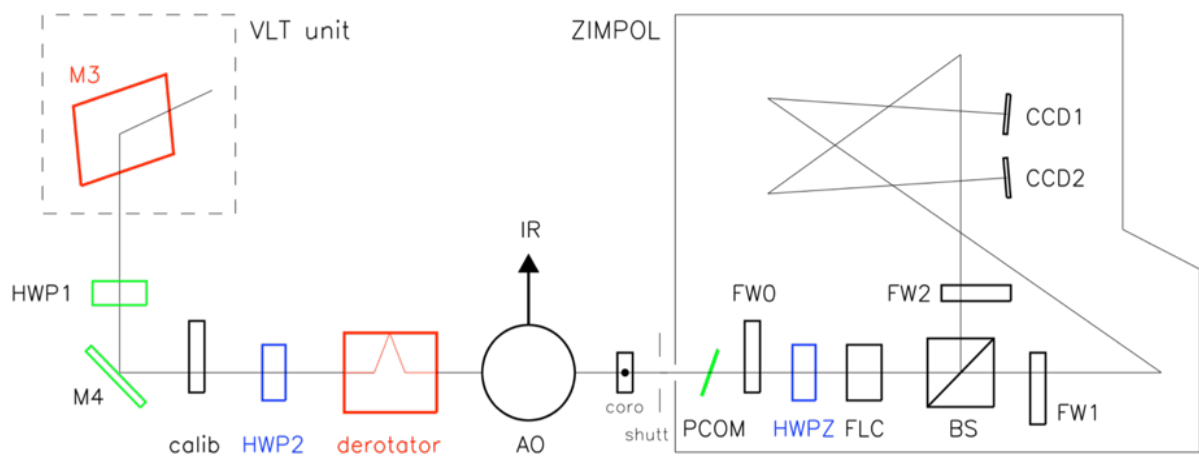 VLT unit
ZIMPOL
M3
CCD1
CCD2
IR
HWP1
FW0
FW2
M4
coro
shutt
calib
HWP2
derotator
AO
PCOM
HWPZ
FLC
BS
FW1